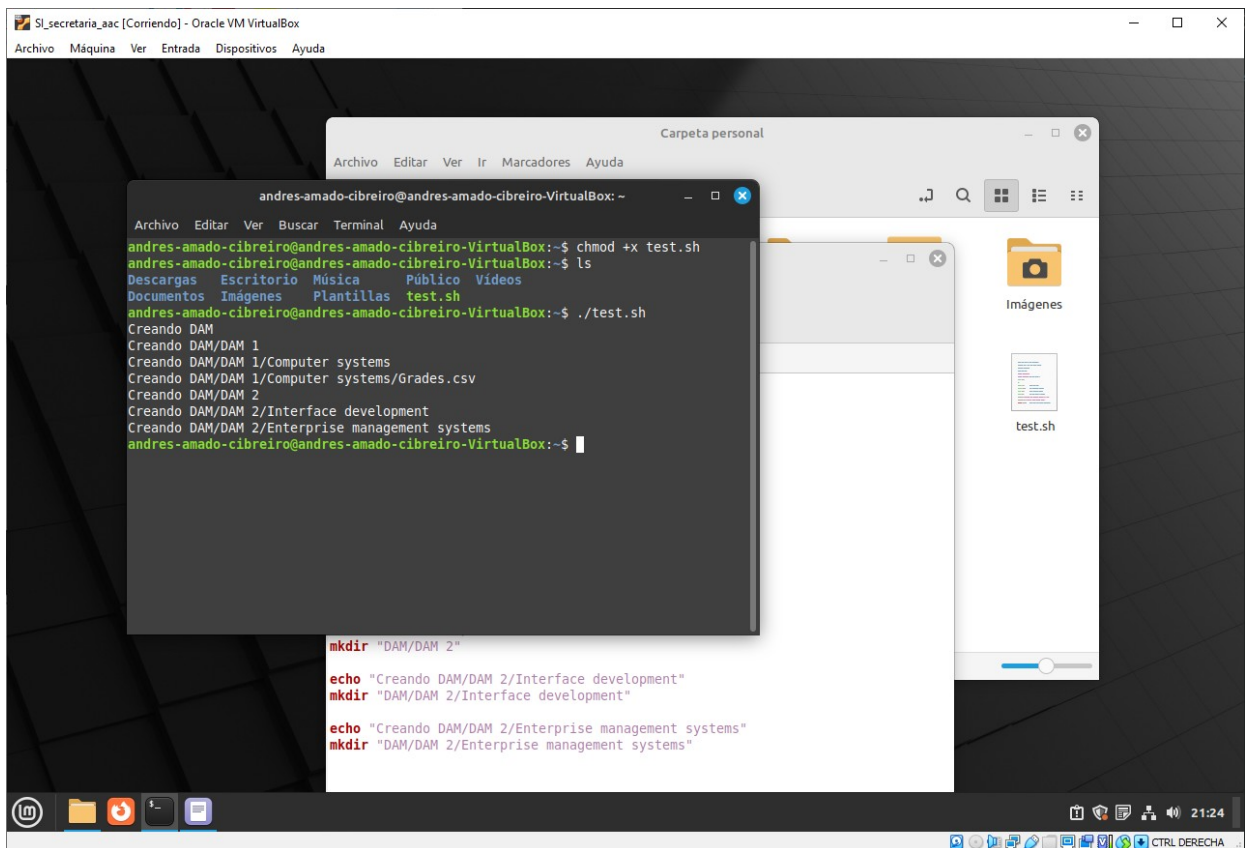 SI_secretaria_aac [Corriendo] - Oracle VM VirtualBox
Archivo Máquina Ver Entrada Dispositivos Ayuda
Carpeta personal
Archivo Editar Ver Ir Marcadores Ayuda
andres-amado-cibreiro@andres-amado-cibreiro-VirtualBox: ~
Archivo Editar Ver Buscar Terminal Ayuda
andres-amado-cibreiro@andres-amado-cibreiro-VirtualBox:~$ chmod +x test.sh
andres-amado-cibreiro@andres-amado-cibreiro-VirtualBox:~$ ls
Descargas Escritorio Música Público Vídeos
Documentos Imágenes Plantillas test.sh
andres-amado-cibreiro@andres-amado-cibreiro-VirtualBox:~$ ./test.sh
Creando DAM
Creando DAM/DAM 1
Creando DAM/DAM 1/Computer systems
Creando DAM/DAM 1/Computer systems/Grades.csv
Creando DAM/DAM 2
Creando DAM/DAM 2/Interface development
Creando DAM/DAM 2/Enterprise management systems
andres-amado-cibreiro@andres-amado-cibreiro-VirtualBox:~$
Imágenes
test.sh
mkdir "DAM/DAM 2"
echo "Creando DAM/DAM 2/Interface development"
mkdir "DAM/DAM 2/Interface development"
echo "Creando DAM/DAM 2/Enterprise management systems"
mkdir "DAM/DAM 2/Enterprise management systems"
21:24
CTRL DERECHA